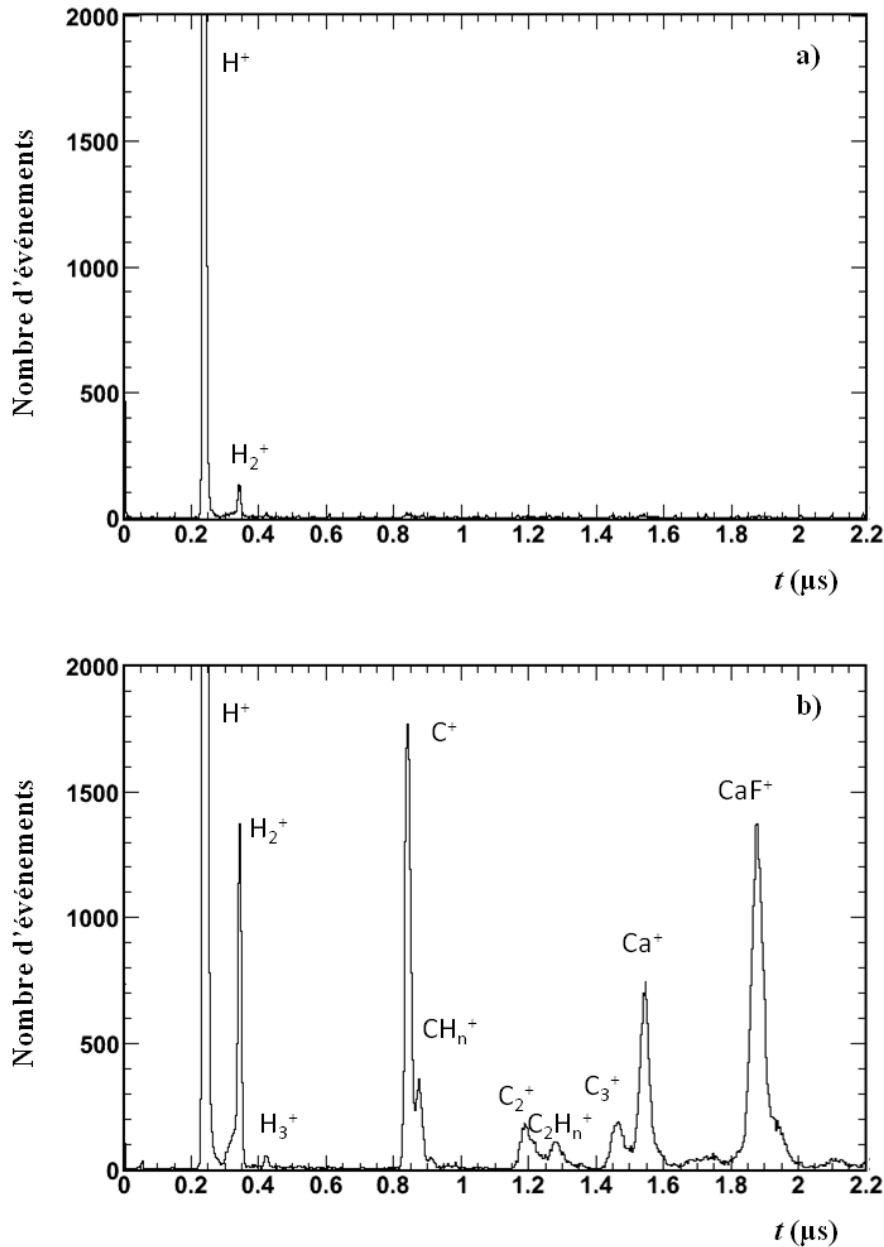 2000
a)
H⁺
1500
Nombre d'événements
1000
500
H₂⁺
0
0 0.2 0.4 0.6 0.8 1 1.2 1.4 1.6 1.8 2 2.2
t (µs)
2000
b)
H⁺
C⁺
CaF⁺
1500
H₂⁺
Nombre d'événements
1000
Ca⁺
CHₙ⁺
500
C₂⁺
C₃⁺
C₂Hₙ⁺
H₃⁺
0
0 0.2 0.4 0.6 0.8 1 1.2 1.4 1.6 1.8 2 2.2
t (µs)